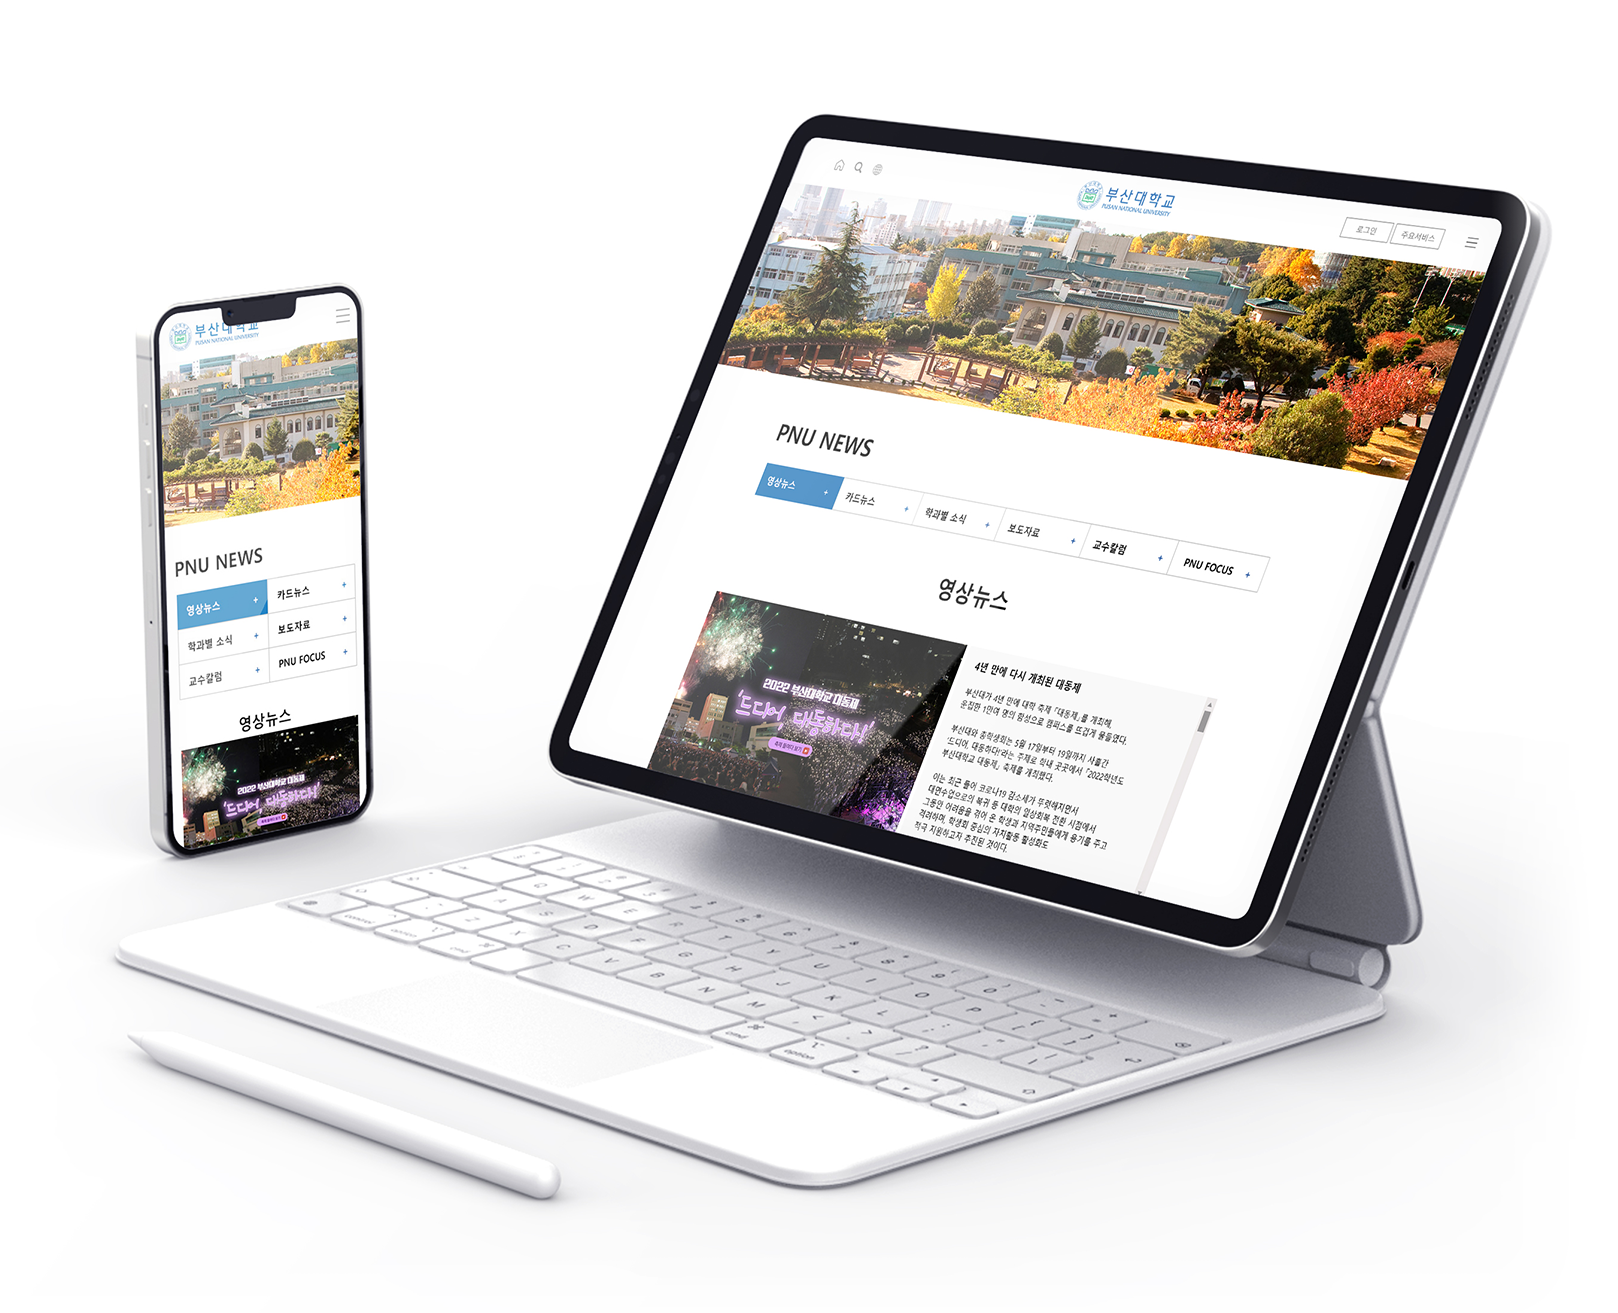 부산대학교
PUSAN NATIONAL UNIVERSITY
PNU NEWS
영상뉴스 +
카드뉴스 +
학과별 소식 +
보도자료 +
교수칼럼 +
PNU FOCUS +
영상뉴스
2022 부산대학교 대동제
'드디어, 대동하다!'
부산대학교
PUSAN NATIONAL UNIVERSITY
로그인
주요서비스
PNU NEWS
영상뉴스 +
카드뉴스 +
학과별 소식 +
보도자료 +
교수칼럼 +
PNU FOCUS +
영상뉴스
2022 부산대학교 대동제
'드디어, 대동하다!'
4년 만에 다시 개최된 대동제
부산대가 4년 만에 대학 축제 「대동제」를 개최해,
운집한 1만여 명의 함성으로 캠퍼스를 뜨겁게 물들였다.
부산대와 총학생회는 5월 17일부터 19일까지 사흘간
'드디어, 대동하다!'라는 주제로 학내 곳곳에서 「2022학년도
부산대학교 대동제」 축제를 개최했다.
이는 최근 들어 코로나19 감소세가 뚜렷해지면서
대면수업으로의 복귀 등 대학의 일상회복 전환 시점에서
그동안 어려움을 겪어 온 학생과 지역주민들에게 용기를 주고
격려하며, 학생회 중심의 자치활동 활성화도
적극 지원하고자 추진된 것이다.
control
option
cmd
cmd
option